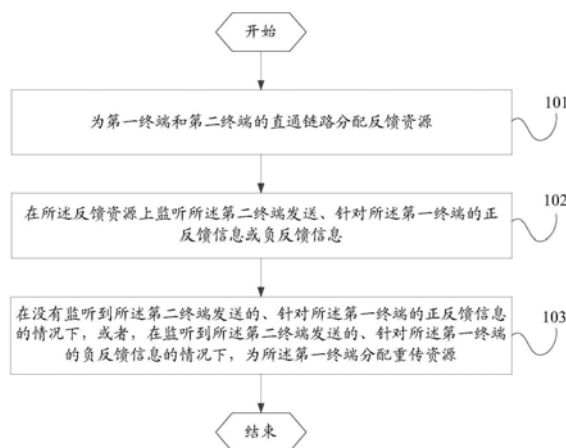 开始
为第一终端和第二终端的直通链路分配反馈资源
101
在所述反馈资源上监听所述第二终端发送、针对所述第一终端的正
反馈信息或负反馈信息
102
在没有监听到所述第二终端发送的、针对所述第一终端的正反馈信息
的情况下，或者，在监听到所述第二终端发送的、针对所述第一终端
的负反馈信息的情况下，为所述第一终端分配重传资源
103
结束